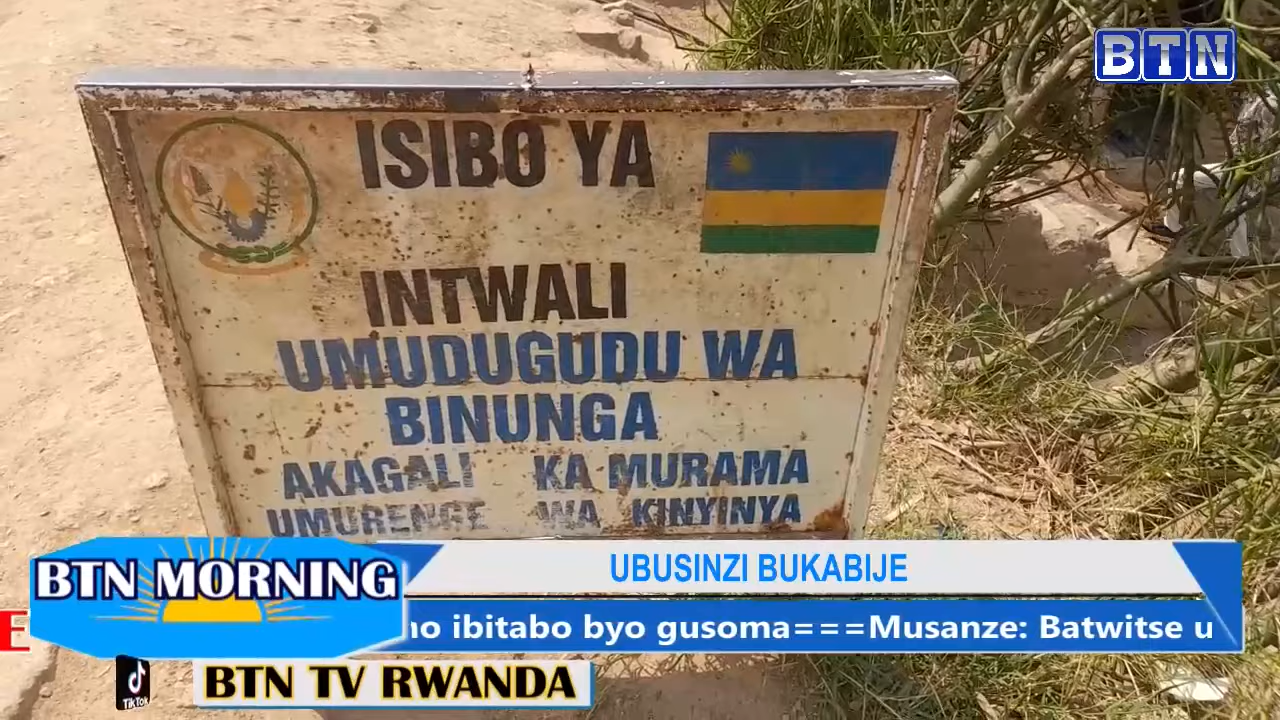 BTN
ISIBO YA
INTWALI
UMUDUGUDU WA
BINUNGA
AKAGALI KA MURAMA
UMURENGE WA KINYINYA
BTN MORNING
UBUSINZI BUKABIJE
ibitabo byo gusoma===Musanze: Batwitse u
TikTok
BTN TV RWANDA